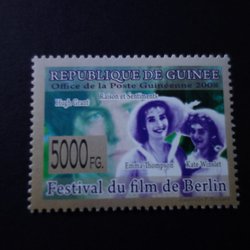 REPUBLIQUE DE GUINEE
Office de la Poste Guinéenne 2008
Raison et Sentiments
Hugh Grant
5000 FG.
Emma Thompson
Kate Winslet
Festival du film de Berlin